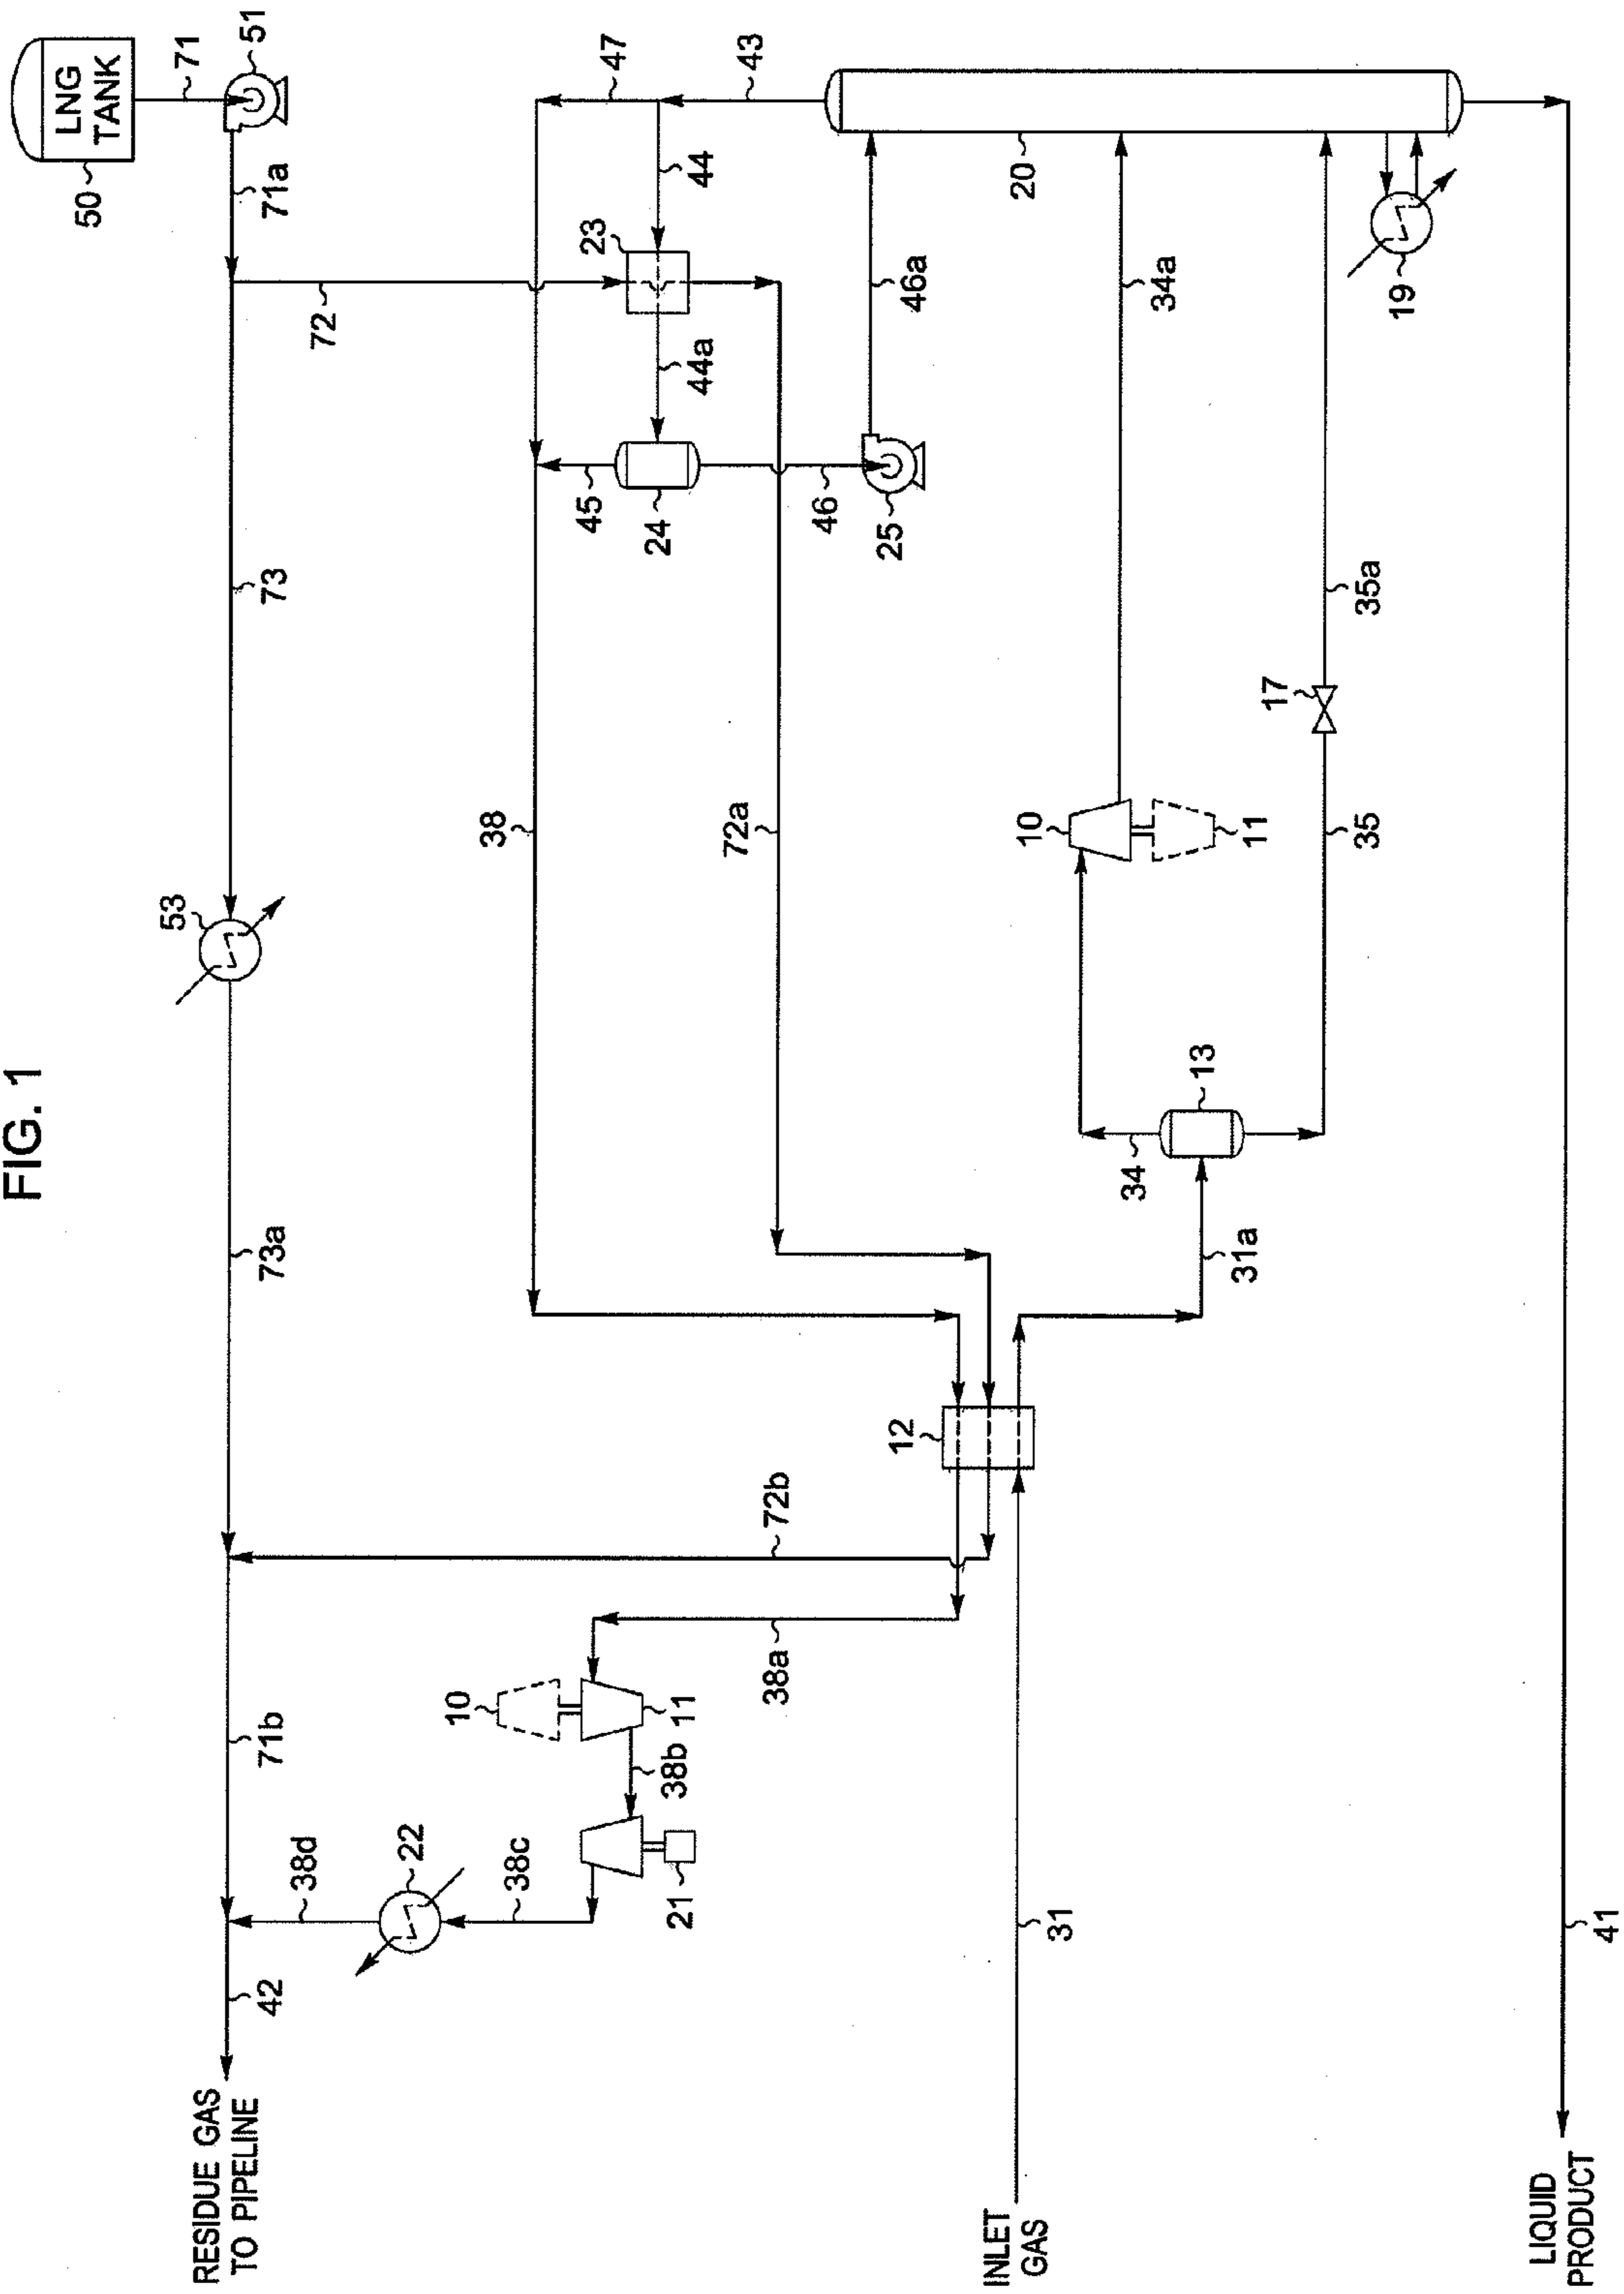 FIG. 1
LNG
TANK
50
71
51
71a
73
72
53
73a
71b
42
RESIDUE GAS
TO PIPELINE
47
43
44
23
44a
45
24
46
25
46a
38
72a
20
34a
19
10
11
17
35a
35
13
34
31a
12
72b
38a
10
11
38b
21
38c
22
38d
31
INLET
GAS
41
LIQUID
PRODUCT